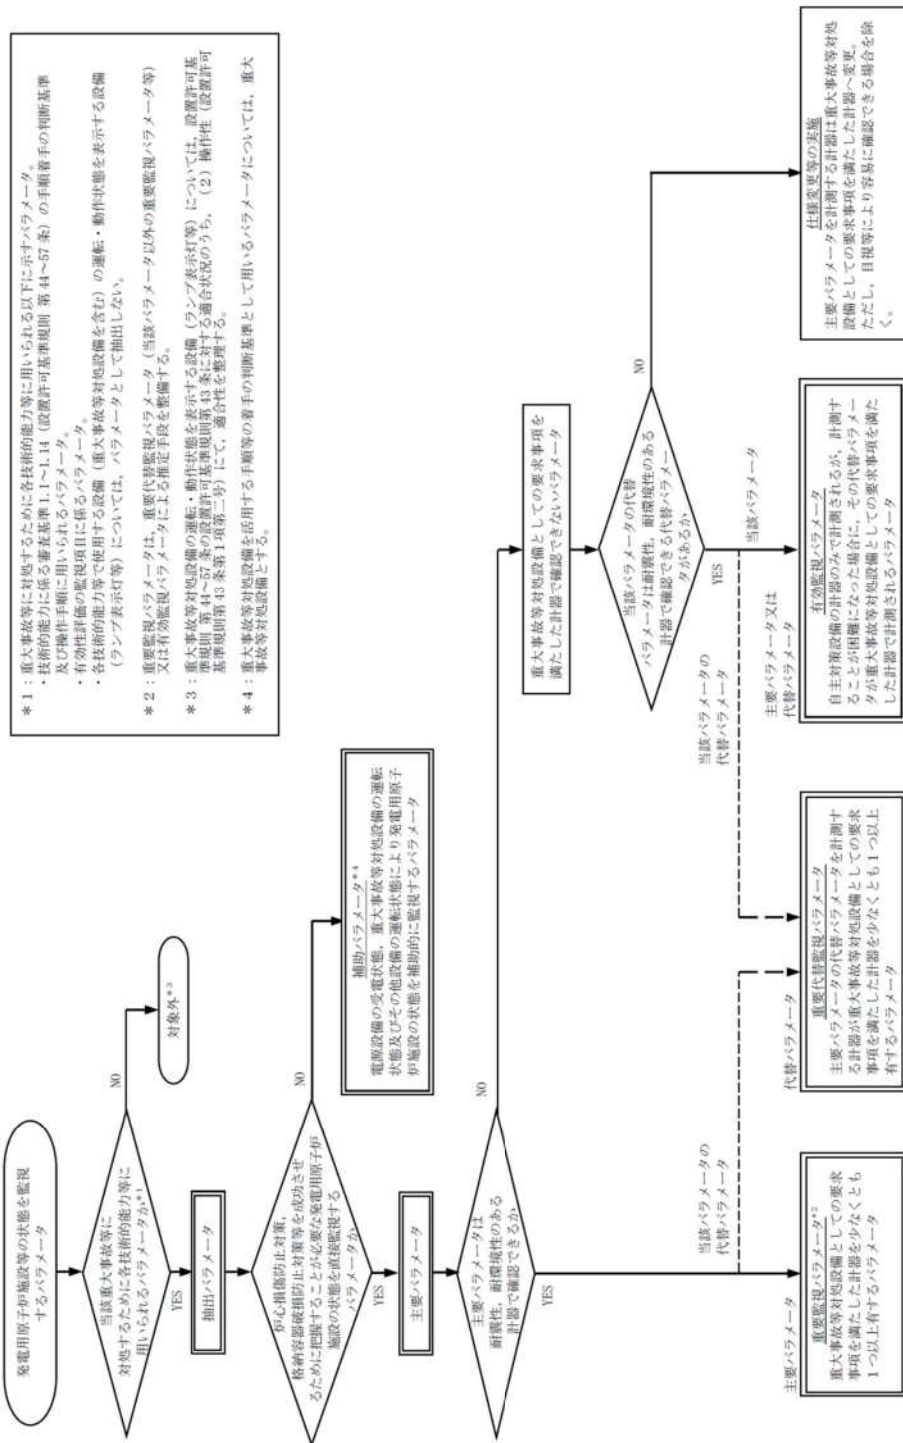 発電用原子炉施設等の状態を監視
するパラメータ
当該重大事故等に
対処するために各技術的能力等に
用いられるパラメータか*1
NO
対象外*3
YES
抽出パラメータ
炉心損傷防止対策,
格納容器破損防止対策等を成功させ
るために把握することが必要な発電用原子炉
施設の状態を直接監視する
パラメータか
NO
補助パラメータ*4
電源設備の受電状態,重大事故等対処設備の運転
状態及びその他設備の運転状態により発電用原子
炉施設の状態を補助的に監視するパラメータ
YES
主要パラメータ
主要パラメータは
耐震性,耐環境性のある
計器で確認できるか
NO
YES
重大事故等対処設備としての要求事項を
満たした計器で確認できないパラメータ
当該パラメータの代替
パラメータは耐震性,耐環境性のある
計器で確認できる代替パラメー
タがあるか
NO
YES
当該パラメータの
代替パラメータ
当該パラメータの
代替パラメータ
当該パラメータ
主要パラメータ
重要監視パラメータ*2
重大事故等対処設備としての要求
事項を満たした計器を少なくとも
1つ以上有するパラメータ
代替パラメータ
重要代替監視パラメータ
主要パラメータの代替パラメータを計測す
る計器が重大事故等対処設備としての要求
事項を満たした計器を少なくとも1つ以上
有するパラメータ
主要パラメータ又は
代替パラメータ
有効監視パラメータ
自主対策設備の計器のみで計測されるが,計測す
ることが困難になった場合に,その代替パラメー
タが重大事故等対処設備としての要求事項を満た
した計器で計測されるパラメータ
仕様変更等の実施
主要パラメータを計測する計器は重大事故等対処
設備としての要求事項を満たした計器へ変更。
ただし,目視等により容易に確認できる場合を除
く。
*1:重大事故等に対処するために各技術的能力等に用いられる以下に示すパラメータ。
・技術的能力に係る審査基準 1.1~1.14(設置許可基準規則 第 44~57 条)の手順着手の判断基準
及び操作手順に用いられるパラメータ。
・有効性評価の監視項目に係るパラメータ。
・各技術的能力等で使用する設備(重大事故等対処設備を含む)の運転・動作状態を表示する設備
(ランプ表示灯等)については,パラメータとして抽出しない。
*2:重要監視パラメータは,重要代替監視パラメータ(当該パラメータ以外の重要監視パラメータ等)
又は有効監視パラメータによる推定手段を整備する。
*3:重大事故等対処設備の運転・動作状態を表示する設備(ランプ表示灯等)については,設置許可基
準規則 第 44~57 条の設置許可基準規則第 43 条に対する適合状況のうち,(2)操作性(設置許可
基準規則第 43 条第1項第二号)にて,適合性を整理する。
*4:重大事故等対処設備を活用する手順等の着手の判断基準として用いるパラメータについては,重大
事故等対処設備とする。